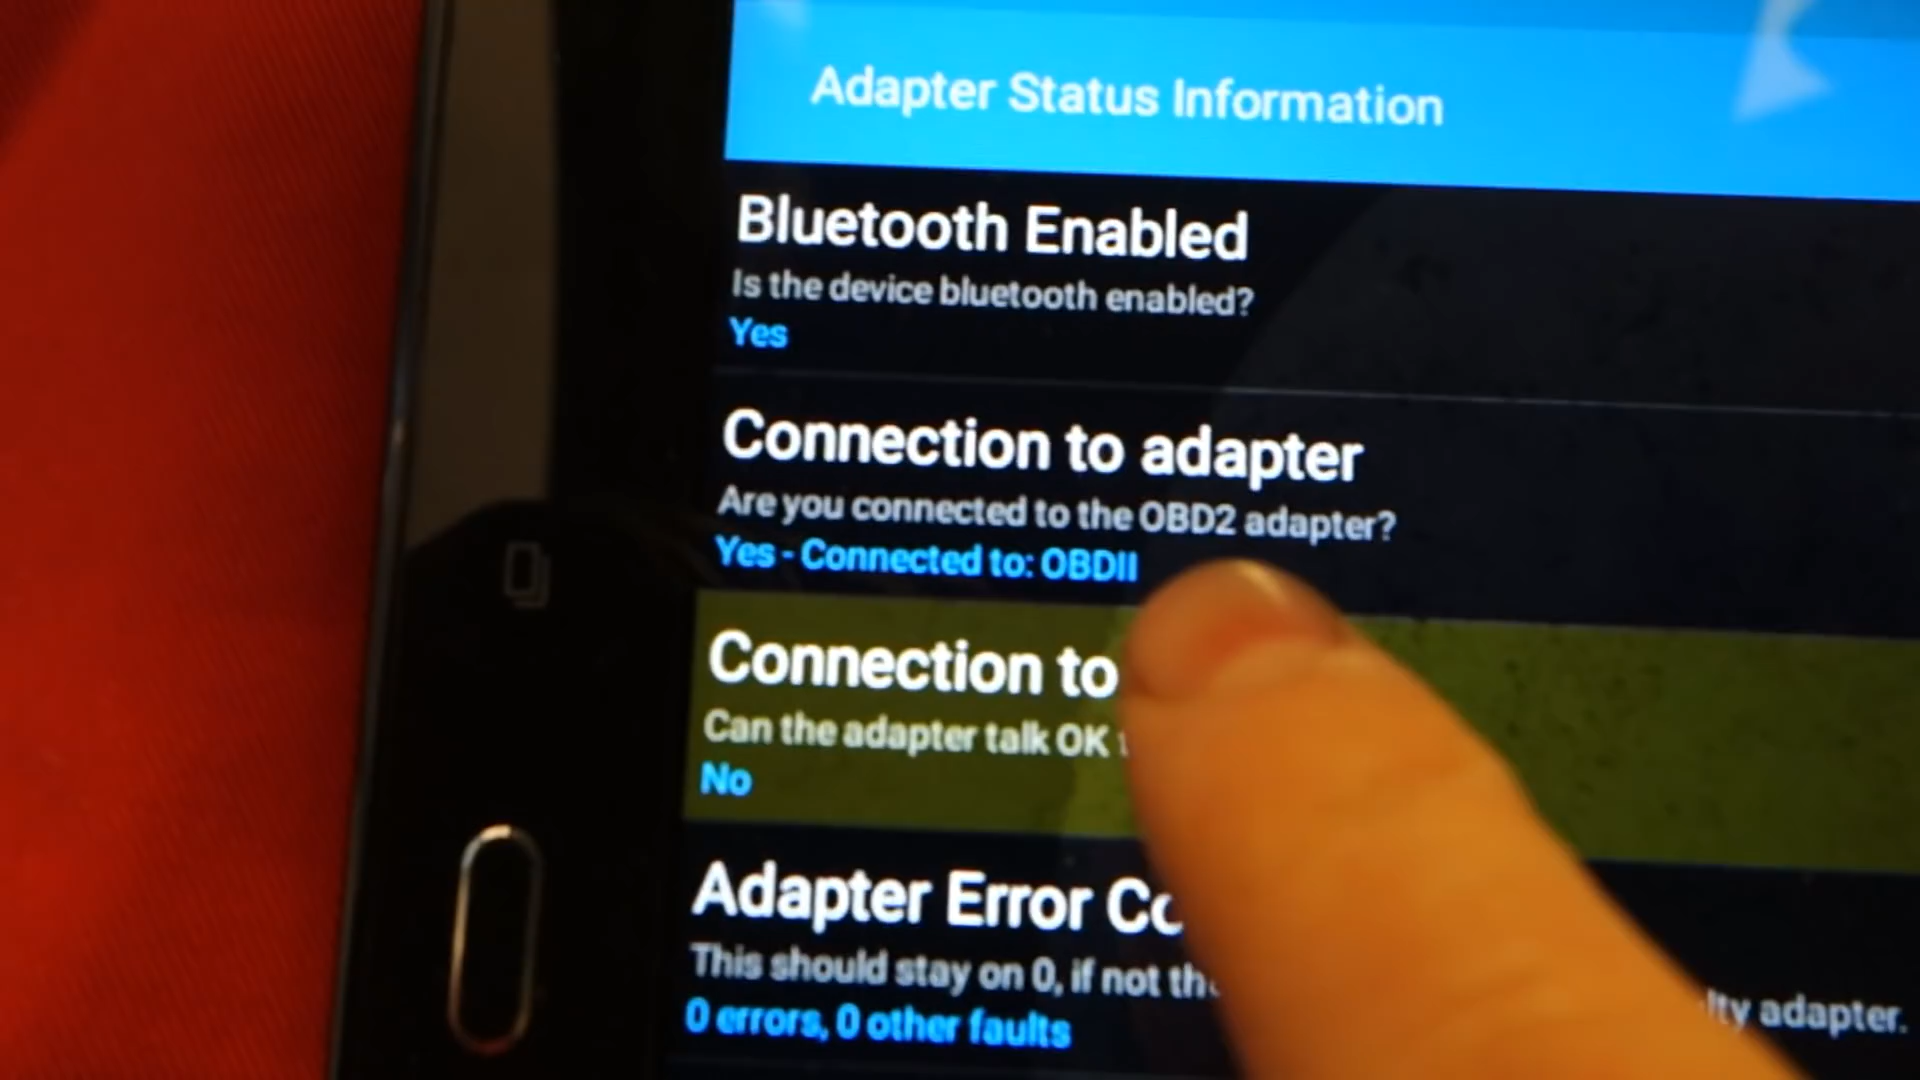 Adapter Status Information
Bluetooth Enabled
Is the device bluetooth enabled?
Yes
Connection to adapter
Are you connected to the OBD2 adapter?
Yes - Connected to: OBDII
Connection to
Can the adapter talk OK
No
Adapter Error
This should stay on 0, if not
adapter.
0 errors, 0 other faults